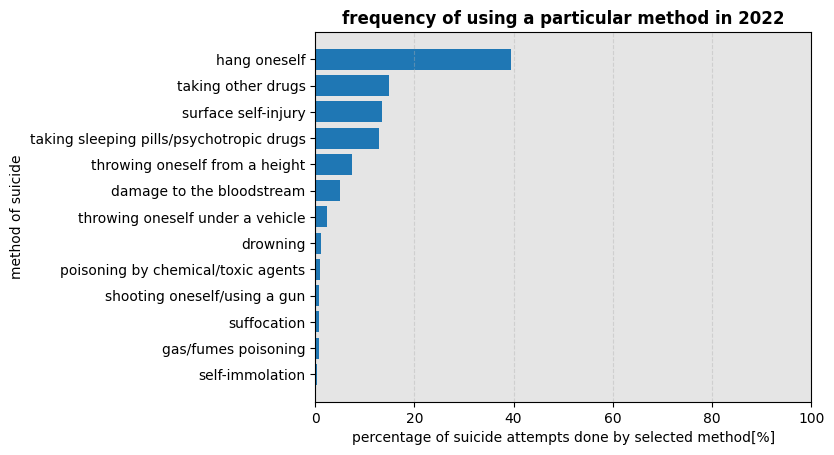 frequency of using a particular method in 2022
method of suicide
hang oneself
taking other drugs
surface self-injury
taking sleeping pills/psychotropic drugs
throwing oneself from a height
damage to the bloodstream
throwing oneself under a vehicle
drowning
poisoning by chemical/toxic agents
shooting oneself/using a gun
suffocation
gas/fumes poisoning
self-immolation
0 20 40 60 80 100
percentage of suicide attempts done by selected method[%]